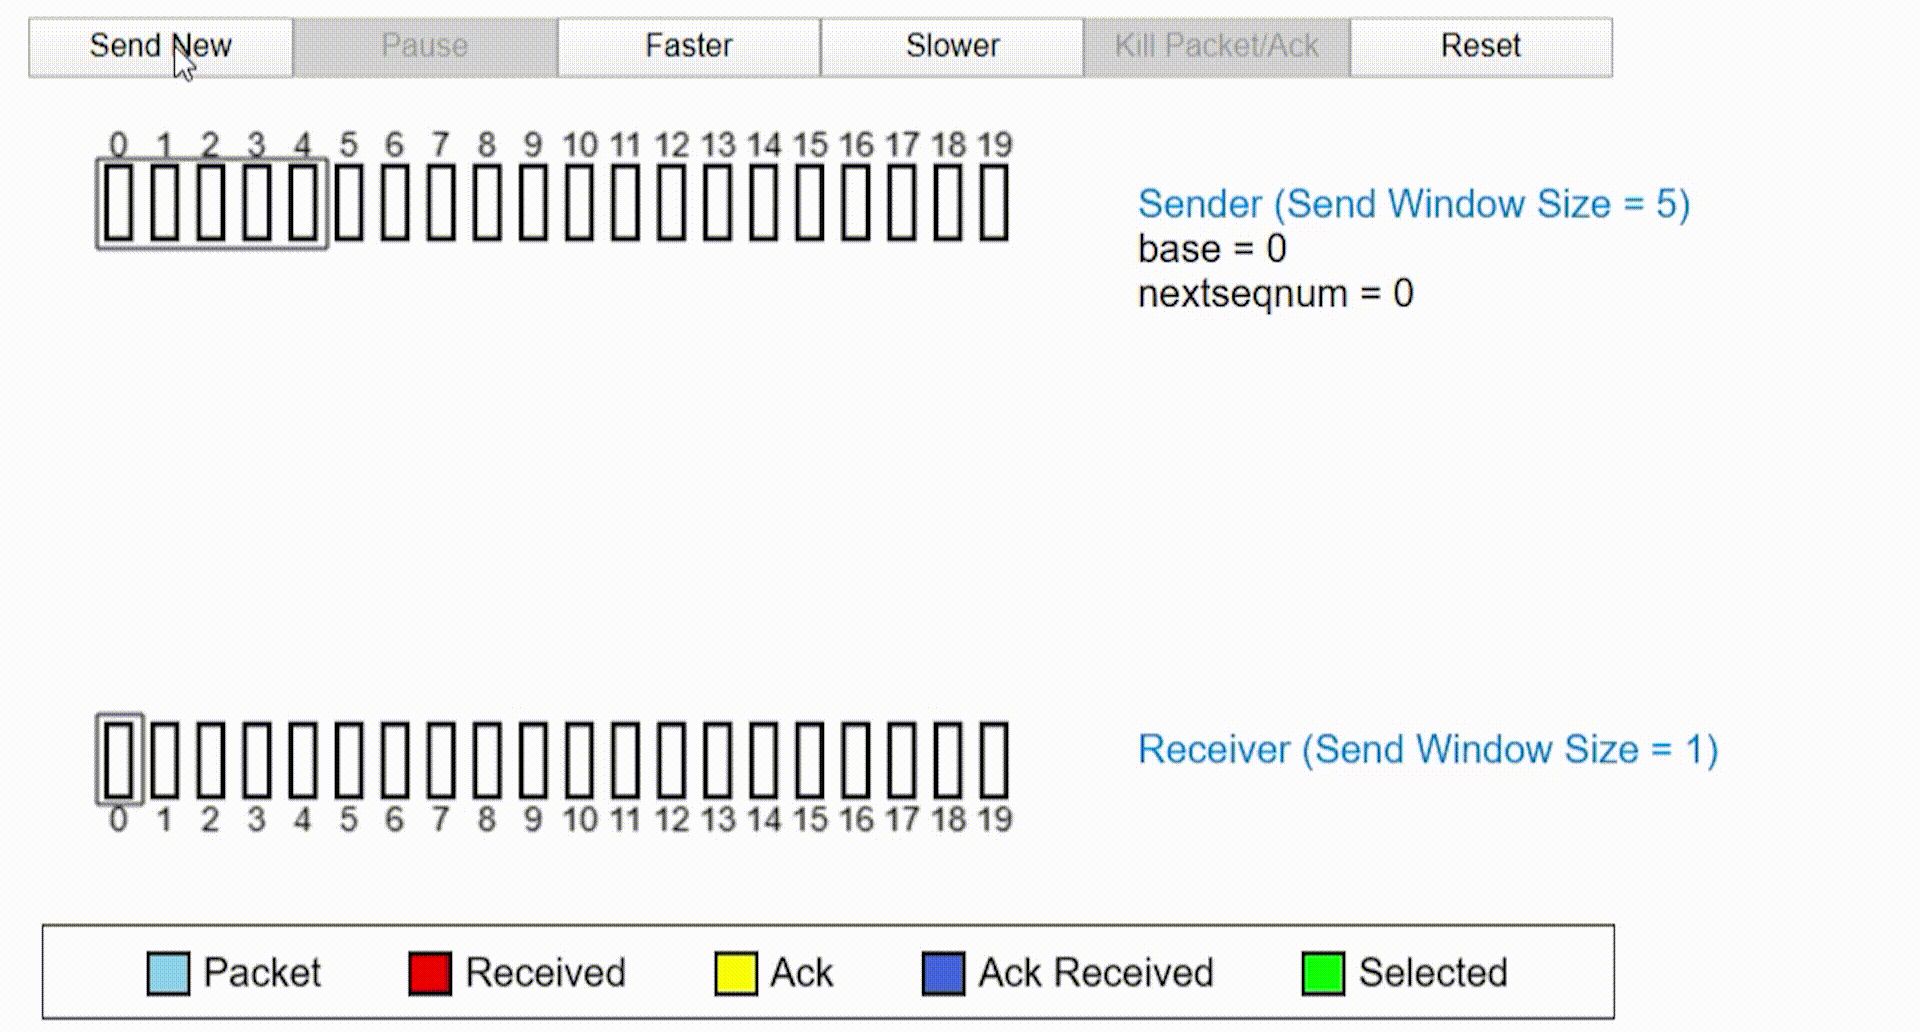 Send New Pause Faster Slower Kill Packet/Ack Reset
0 1 2 3 4 5 6 7 8 9 10 11 12 13 14 15 16 17 18 19
Sender (Send Window Size = 5)
base = 0
nextseqnum = 0
Receiver (Send Window Size = 1)
0 1 2 3 4 5 6 7 8 9 10 11 12 13 14 15 16 17 18 19
Packet Received Ack Ack Received Selected